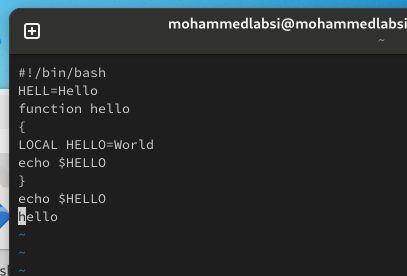 mohammedlabsi@mohammedlabsi
~
#!/bin/bash
HELL=Hello
function hello
{
LOCAL HELLO=World
echo $HELLO
}
echo $HELLO
hello
~
~
~